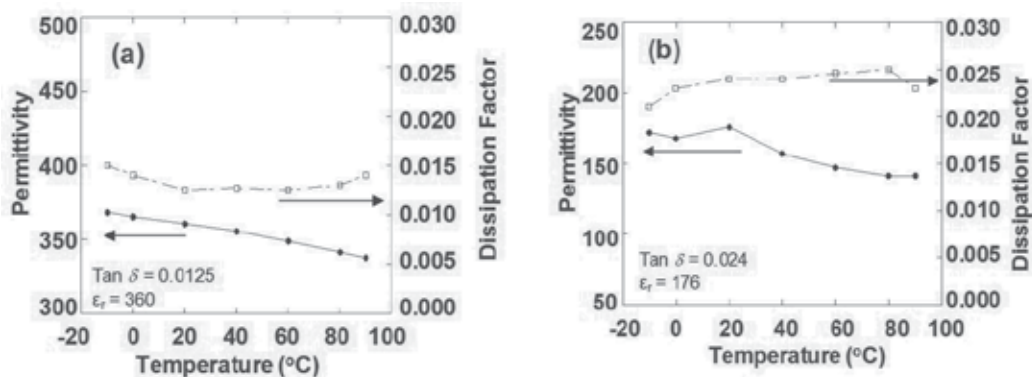 (a)
Permittivity
500
450
400
350
300
Dissipation Factor
0.030
0.025
0.020
0.015
0.010
0.005
0.000
Tan δ = 0.0125
εr = 360
-20 0 20 40 60 80 100
Temperature (oC)
(b)
Permittivity
250
200
150
100
50
Dissipation Factor
0.030
0.025
0.020
0.015
0.010
0.005
0.000
Tan δ = 0.024
εr = 176
-20 0 20 40 60 80 100
Temperature (oC)